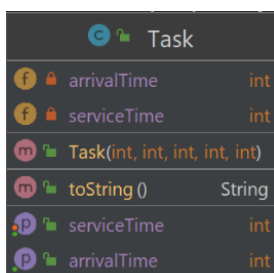 C Task
f arrivalTime int
f serviceTime int
m Task(int, int, int, int, int)
m toString () String
p serviceTime int
p arrivalTime int